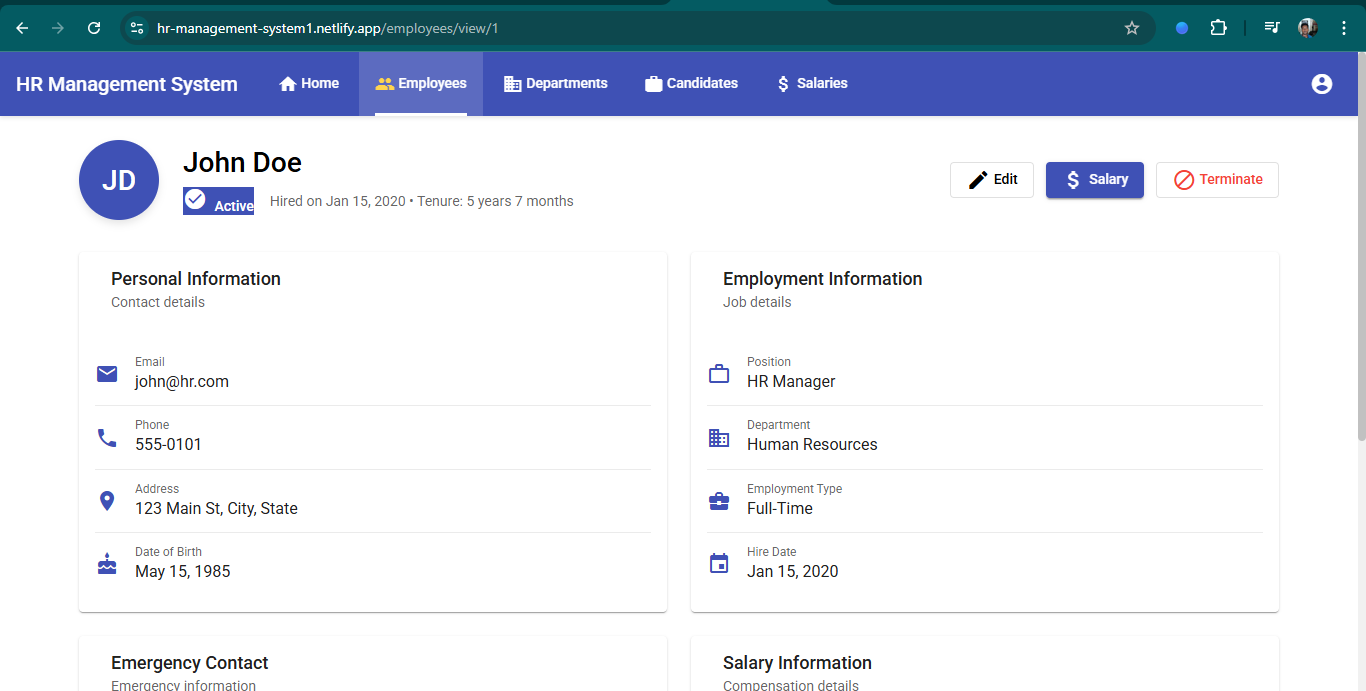 hr-management-system1.netlify.app/employees/view/1
HR Management System Home Employees Departments Candidates Salaries
JD
John Doe
Active Hired on Jan 15, 2020 • Tenure: 5 years 7 months
Edit Salary Terminate
Personal Information
Contact details
Email
john@hr.com
Phone
555-0101
Address
123 Main St, City, State
Date of Birth
May 15, 1985
Employment Information
Job details
Position
HR Manager
Department
Human Resources
Employment Type
Full-Time
Hire Date
Jan 15, 2020
Emergency Contact
Emergency information
Salary Information
Compensation details